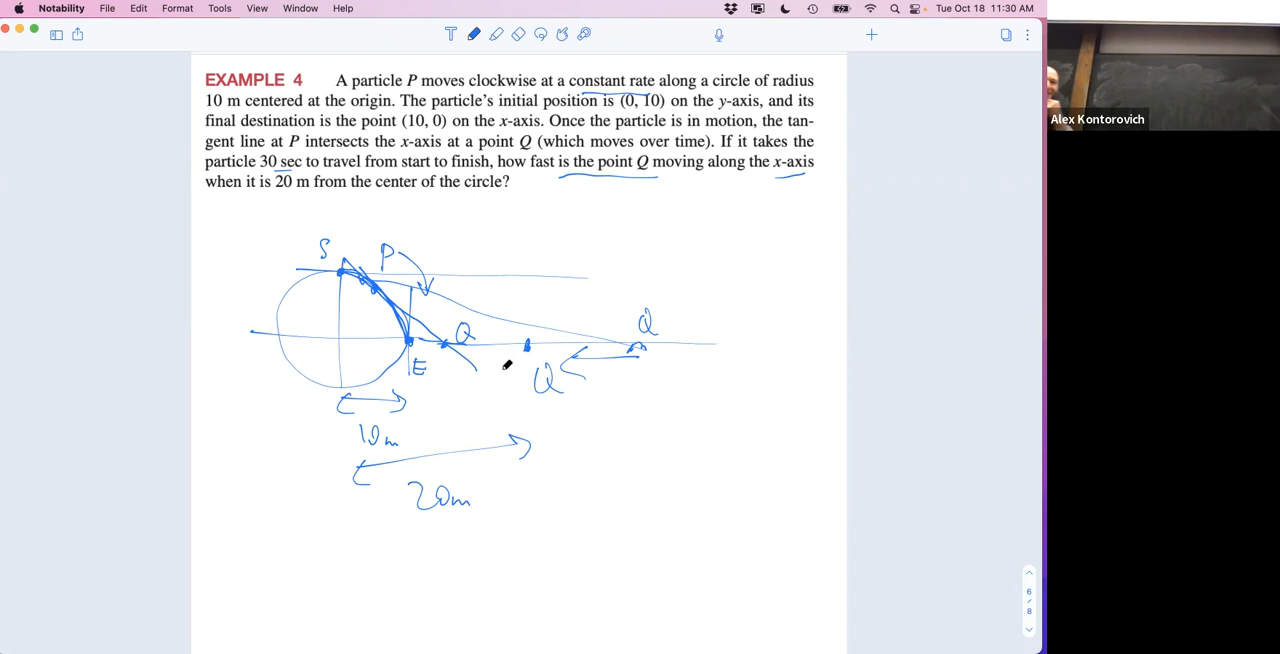 Notability File Edit Format Tools View Window Help Tue Oct 18 11:30 AM
EXAMPLE 4 A particle P moves clockwise at a constant rate along a circle of radius
10 m centered at the origin. The particle's initial position is (0, 10) on the y-axis, and its
final destination is the point (10, 0) on the x-axis. Once the particle is in motion, the tan-
gent line at P intersects the x-axis at a point Q (which moves over time). If it takes the
particle 30 sec to travel from start to finish, how fast is the point Q moving along the x-axis
when it is 20 m from the center of the circle?
Alex Kontorovich
S P
Q Q
E Q
10m
20m
6
/
8